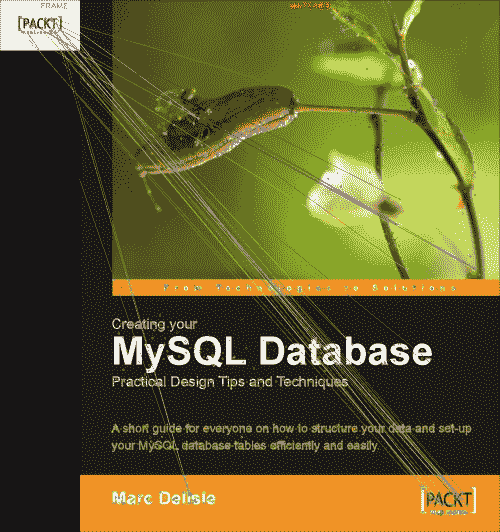 FRAME
[PACKT]
From Technologies to Solutions
Creating your
MySQL Database
Practical Design Tips and Techniques
A short guide for everyone on how to structure your data and set-up
your MySQL database tables efficiently and easily.
Marc Delisle
[PACKT]